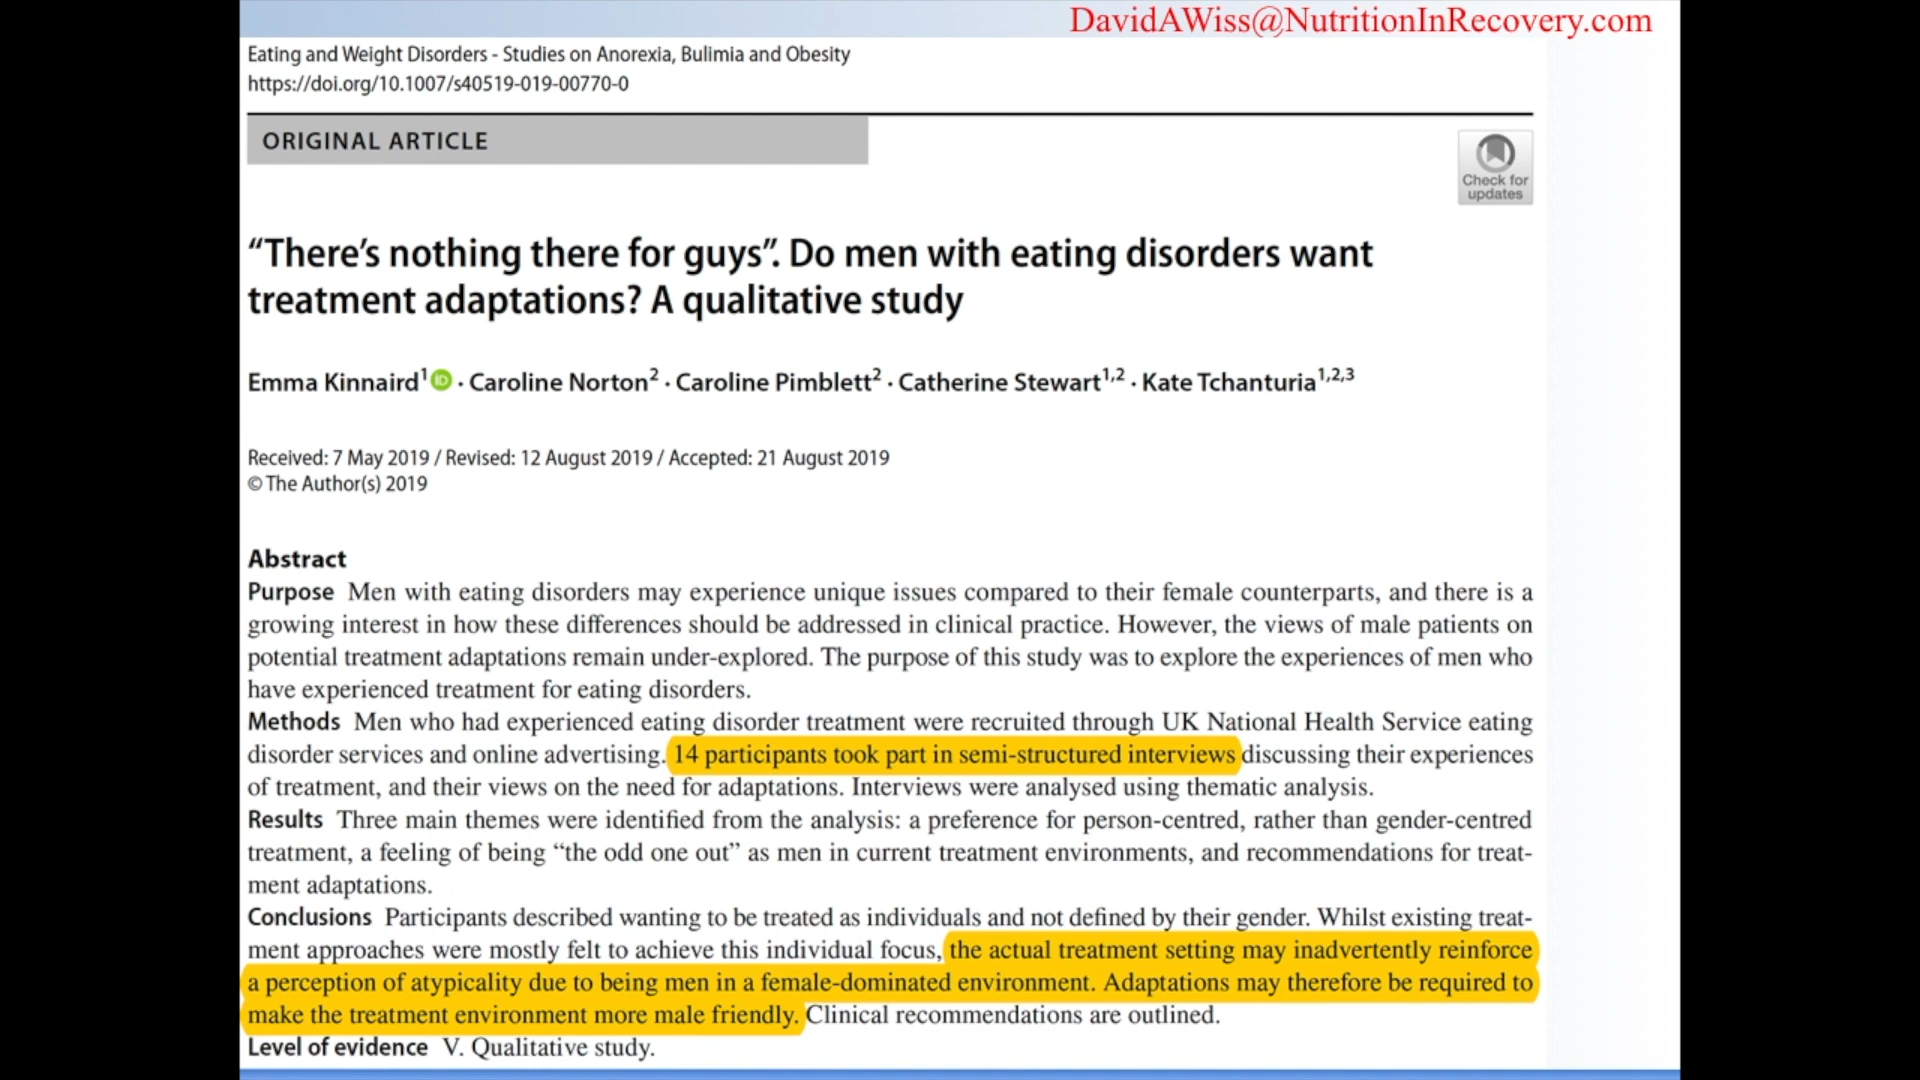 DavidAWiss@NutritionInRecovery.com
Eating and Weight Disorders - Studies on Anorexia, Bulimia and Obesity
https://doi.org/10.1007/s40519-019-00770-0
ORIGINAL ARTICLE
Check for
updates
“There’s nothing there for guys”. Do men with eating disorders want
treatment adaptations? A qualitative study
Emma Kinnaird1 iD · Caroline Norton2 · Caroline Pimblett2 · Catherine Stewart1,2 · Kate Tchanturia1,2,3
Received: 7 May 2019 / Revised: 12 August 2019 / Accepted: 21 August 2019
© The Author(s) 2019
Abstract
Purpose Men with eating disorders may experience unique issues compared to their female counterparts, and there is a
growing interest in how these differences should be addressed in clinical practice. However, the views of male patients on
potential treatment adaptations remain under-explored. The purpose of this study was to explore the experiences of men who
have experienced treatment for eating disorders.
Methods Men who had experienced eating disorder treatment were recruited through UK National Health Service eating
disorder services and online advertising. 14 participants took part in semi-structured interviews discussing their experiences
of treatment, and their views on the need for adaptations. Interviews were analysed using thematic analysis.
Results Three main themes were identified from the analysis: a preference for person-centred, rather than gender-centred
treatment, a feeling of being “the odd one out” as men in current treatment environments, and recommendations for treat-
ment adaptations.
Conclusions Participants described wanting to be treated as individuals and not defined by their gender. Whilst existing treat-
ment approaches were mostly felt to achieve this individual focus, the actual treatment setting may inadvertently reinforce
a perception of atypicality due to being men in a female-dominated environment. Adaptations may therefore be required to
make the treatment environment more male friendly. Clinical recommendations are outlined.
Level of evidence V. Qualitative study.